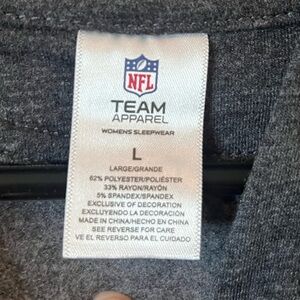 NFL
TEAM
APPAREL
WOMENS SLEEPWEAR
L
LARGE/GRANDE
62% POLYESTER/POLIÉSTER
33% RAYON/RAYÓN
5% SPANDEX/SPANDEX
EXCLUSIVE OF DECORATION
EXCLUYENDO LA DECORACIÓN
MADE IN CHINA/HECHO EN CHINA
SEE REVERSE FOR CARE
VE EL REVERSO PARA EL CUIDADO